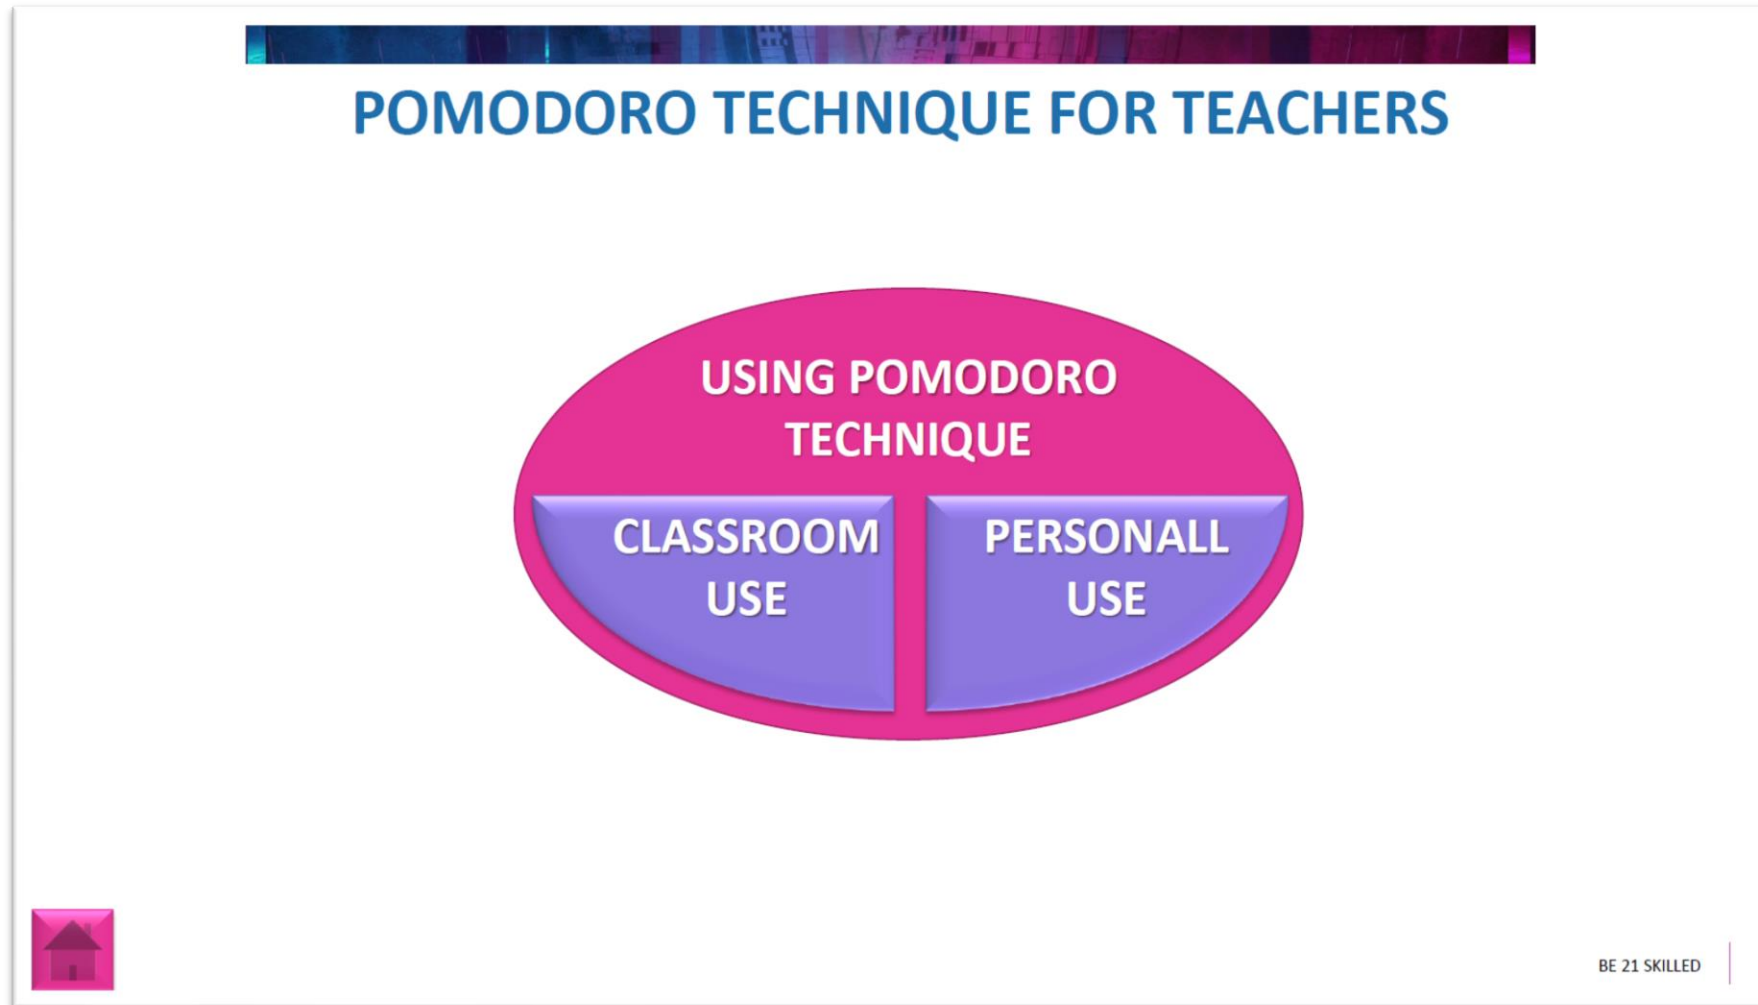 POMODORO TECHNIQUE FOR TEACHERS
USING POMODORO
TECHNIQUE
CLASSROOM
USE
PERSONALL
USE
BE 21 SKILLED